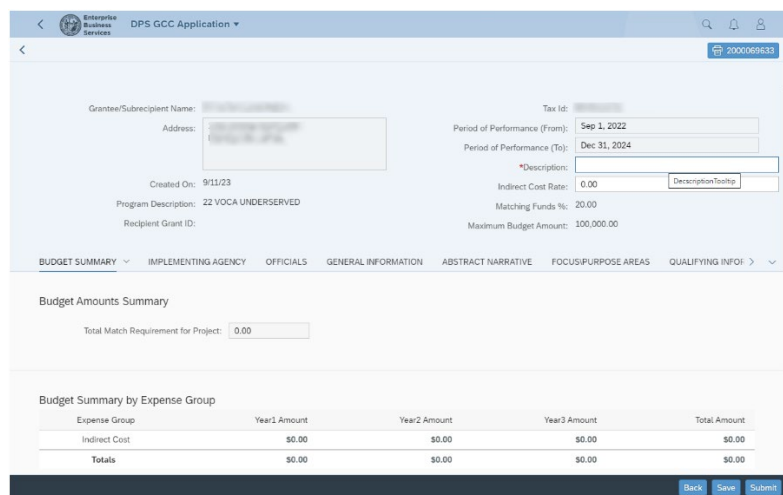 Enterprise
Business
Services
DPS GCC Application
2000069633
Grantee/Subrecipient Name:
Tax Id:
Address:
Period of Performance (From): Sep 1, 2022
Period of Performance (To): Dec 31, 2024
*Description:
DecscriptionTooltip
Created On: 9/11/23
Indirect Cost Rate: 0.00
Program Description: 22 VOCA UNDERSERVED
Matching Funds %: 20.00
Recipient Grant ID:
Maximum Budget Amount: 100,000.00
BUDGET SUMMARY IMPLEMENTING AGENCY OFFICIALS GENERAL INFORMATION ABSTRACT NARRATIVE FOCUS\PURPOSE AREAS QUALIFYING INFOR
Budget Amounts Summary
Total Match Requirement for Project: 0.00
Budget Summary by Expense Group
Expense Group Year1 Amount Year2 Amount Year3 Amount Total Amount
Indirect Cost $0.00 $0.00 $0.00 $0.00
Totals $0.00 $0.00 $0.00 $0.00
Back Save Submit